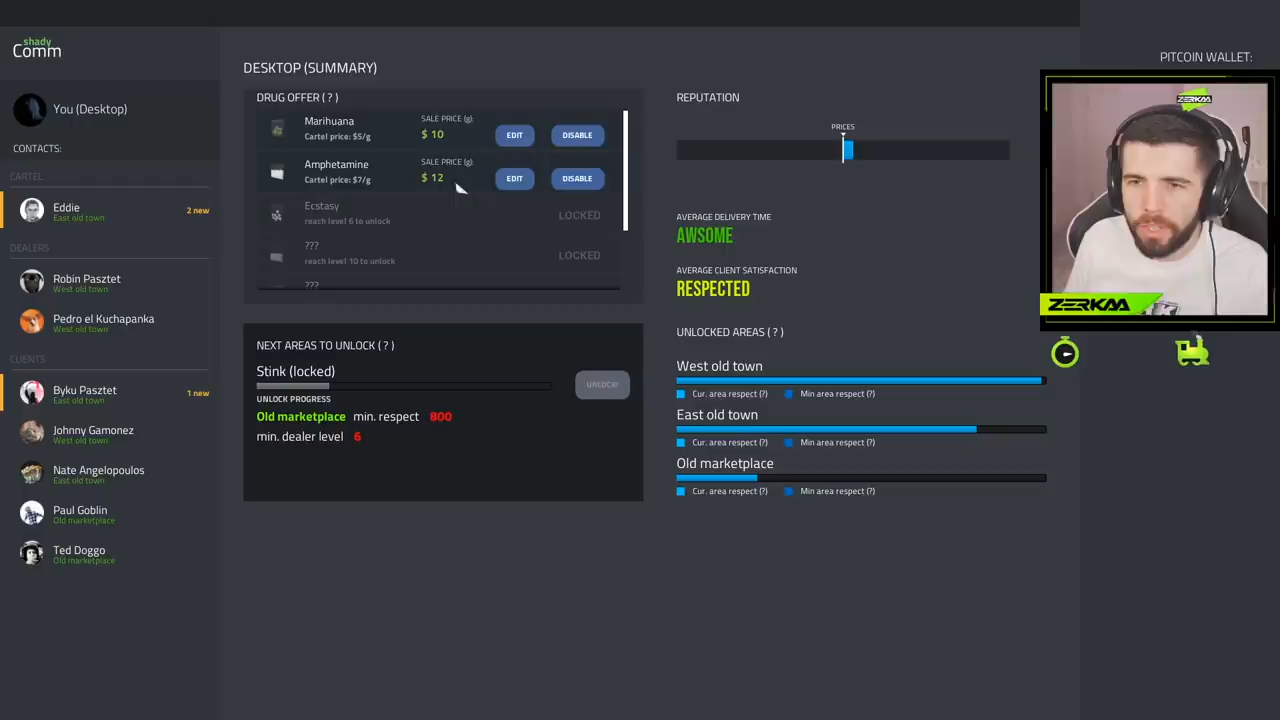 shady
Comm
You (Desktop)
CONTACTS:
CARTEL
Eddie
East old town
2 new
DEALERS
Robin Pasztet
West old town
Pedro el Kuchapanka
West old town
CLIENTS
Byku Pasztet
East old town
1 new
Johnny Gamonez
West old town
Nate Angelopoulos
East old town
Paul Goblin
Old marketplace
Ted Doggo
Old marketplace
DESKTOP (SUMMARY)
DRUG OFFER ( ? )
Marihuana
Cartel price: $5/g
SALE PRICE (g):
$ 10
EDIT
DISABLE
Amphetamine
Cartel price: $7/g
SALE PRICE (g):
$ 12
EDIT
DISABLE
Ecstasy
reach level 6 to unlock
LOCKED
???
reach level 10 to unlock
LOCKED
???
NEXT AREAS TO UNLOCK ( ? )
Stink (locked)
UNLOCK!
UNLOCK PROGRESS
Old marketplace min. respect 800
min. dealer level 6
REPUTATION
PRICES
AVERAGE DELIVERY TIME
AWSOME
AVERAGE CLIENT SATISFACTION
RESPECTED
UNLOCKED AREAS ( ? )
West old town
Cur. area respect (?) Min area respect (?)
East old town
Cur. area respect (?) Min area respect (?)
Old marketplace
Cur. area respect (?) Min area respect (?)
PITCOIN WALLET:
ZERKAA
ZERKAA